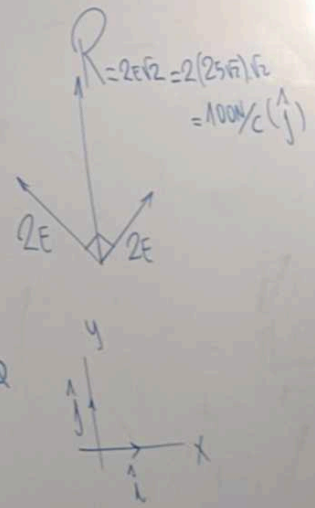 R = 2E√2 = 2(25√2).√2
= 100N/C (ĵ)
2E 2E
y
ĵ
x
î